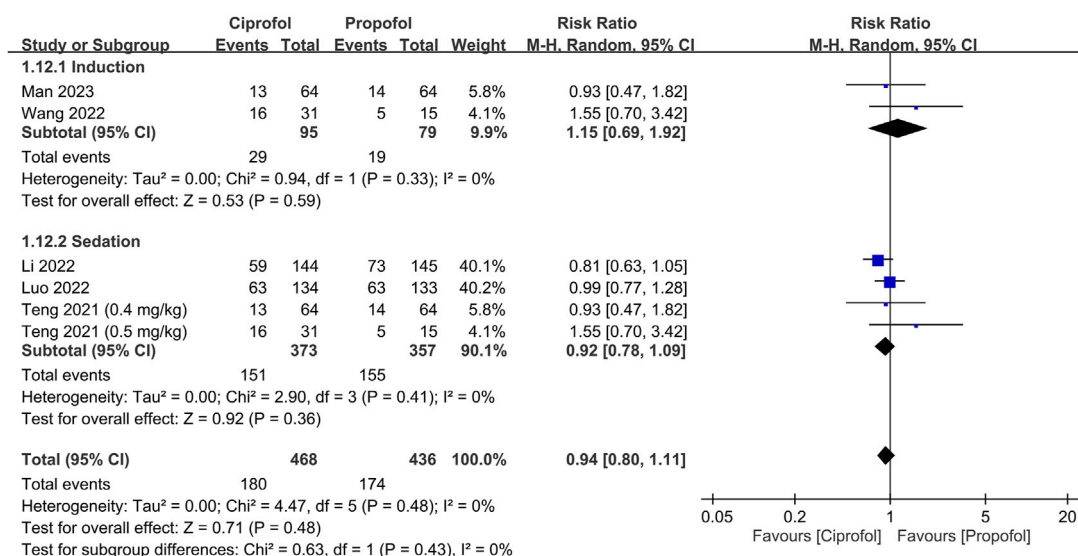 Ciprofol Propofol Risk Ratio Risk Ratio
Study or Subgroup Events Total Events Total Weight M-H, Random, 95% CI M-H, Random, 95% CI
1.12.1 Induction
Man 2023 13 64 14 64 5.8% 0.93 [0.47, 1.82]
Wang 2022 16 31 5 15 4.1% 1.55 [0.70, 3.42]
Subtotal (95% CI) 95 79 9.9% 1.15 [0.69, 1.92]
Total events 29 19
Heterogeneity: Tau² = 0.00; Chi² = 0.94, df = 1 (P = 0.33); I² = 0%
Test for overall effect: Z = 0.53 (P = 0.59)
1.12.2 Sedation
Li 2022 59 144 73 145 40.1% 0.81 [0.63, 1.05]
Luo 2022 63 134 63 133 40.2% 0.99 [0.77, 1.28]
Teng 2021 (0.4 mg/kg) 13 64 14 64 5.8% 0.93 [0.47, 1.82]
Teng 2021 (0.5 mg/kg) 16 31 5 15 4.1% 1.55 [0.70, 3.42]
Subtotal (95% CI) 373 357 90.1% 0.92 [0.78, 1.09]
Total events 151 155
Heterogeneity: Tau² = 0.00; Chi² = 2.90, df = 3 (P = 0.41); I² = 0%
Test for overall effect: Z = 0.92 (P = 0.36)
Total (95% CI) 468 436 100.0% 0.94 [0.80, 1.11]
Total events 180 174
Heterogeneity: Tau² = 0.00; Chi² = 4.47, df = 5 (P = 0.48); I² = 0%
Test for overall effect: Z = 0.71 (P = 0.48)
Test for subgroup differences: Chi² = 0.63, df = 1 (P = 0.43), I² = 0%
0.05 0.2 1 5 20
Favours [Ciprofol] Favours [Propofol]